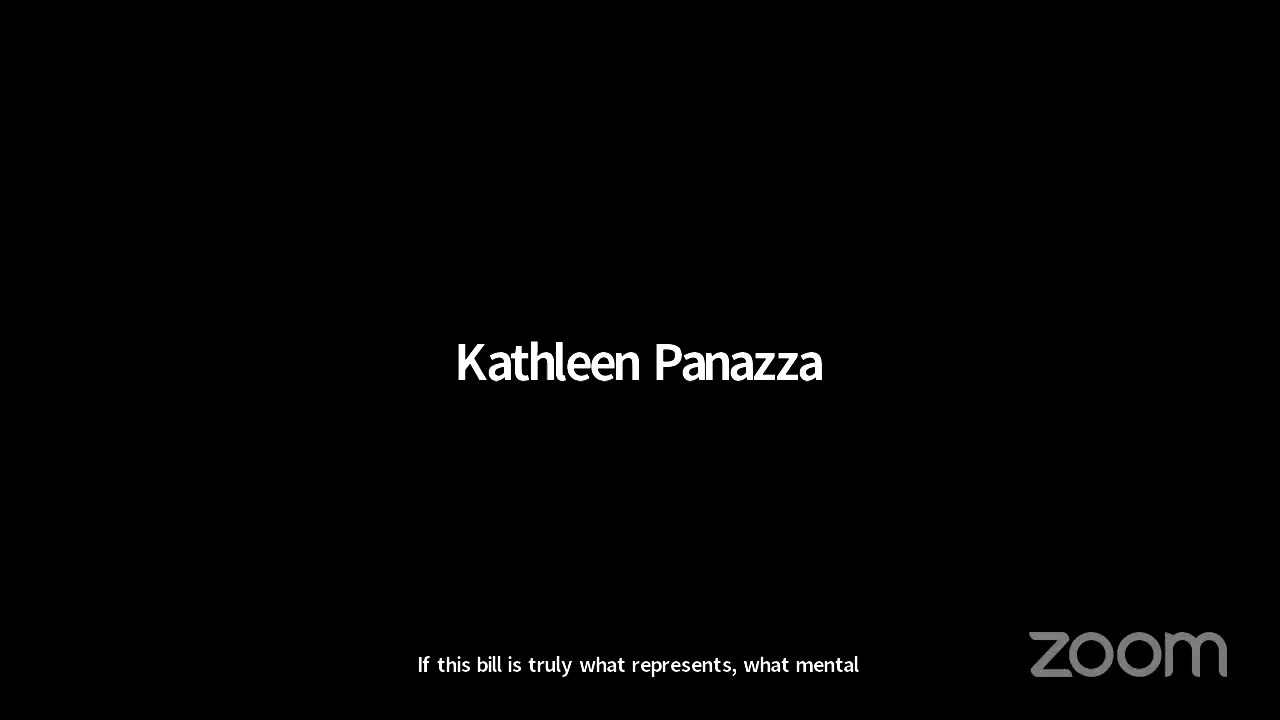 Kathleen Panazza
If this bill is truly what represents, what mental
zoom